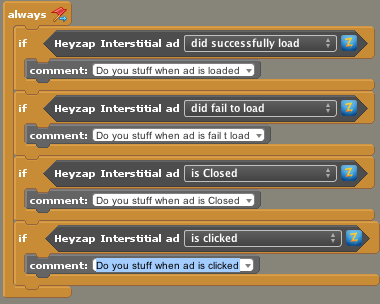 always
if Heyzap Interstitial ad did successfully load Z
comment: Do you stuff when ad is loaded
if Heyzap Interstitial ad did fail to load Z
comment: Do you stuff when ad is fail t load
if Heyzap Interstitial ad is Closed Z
comment: Do you stuff when ad is Closed
if Heyzap Interstitial ad is clicked Z
comment: Do you stuff when ad is clicked